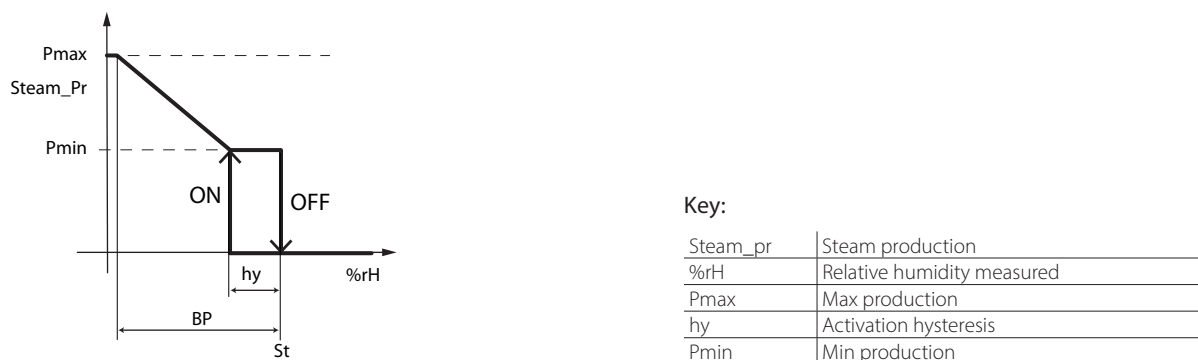 Pmax
Steam_Pr
Pmin
ON
OFF
hy
%rH
BP
St
Key:
Steam_pr Steam production
%rH Relative humidity measured
Pmax Max production
hy Activation hysteresis
Pmin Min production